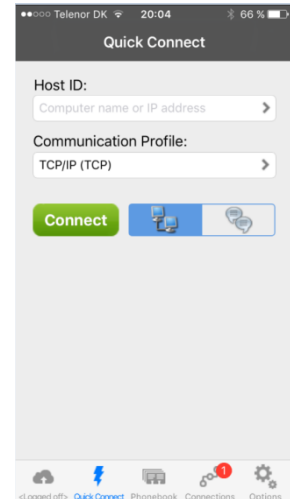 Telenor DK 20:04 66 %
Quick Connect
Host ID:
Computer name or IP address
Communication Profile:
TCP/IP (TCP)
Connect
1
<Logged off> Quick Connect Phonebook Connections Options